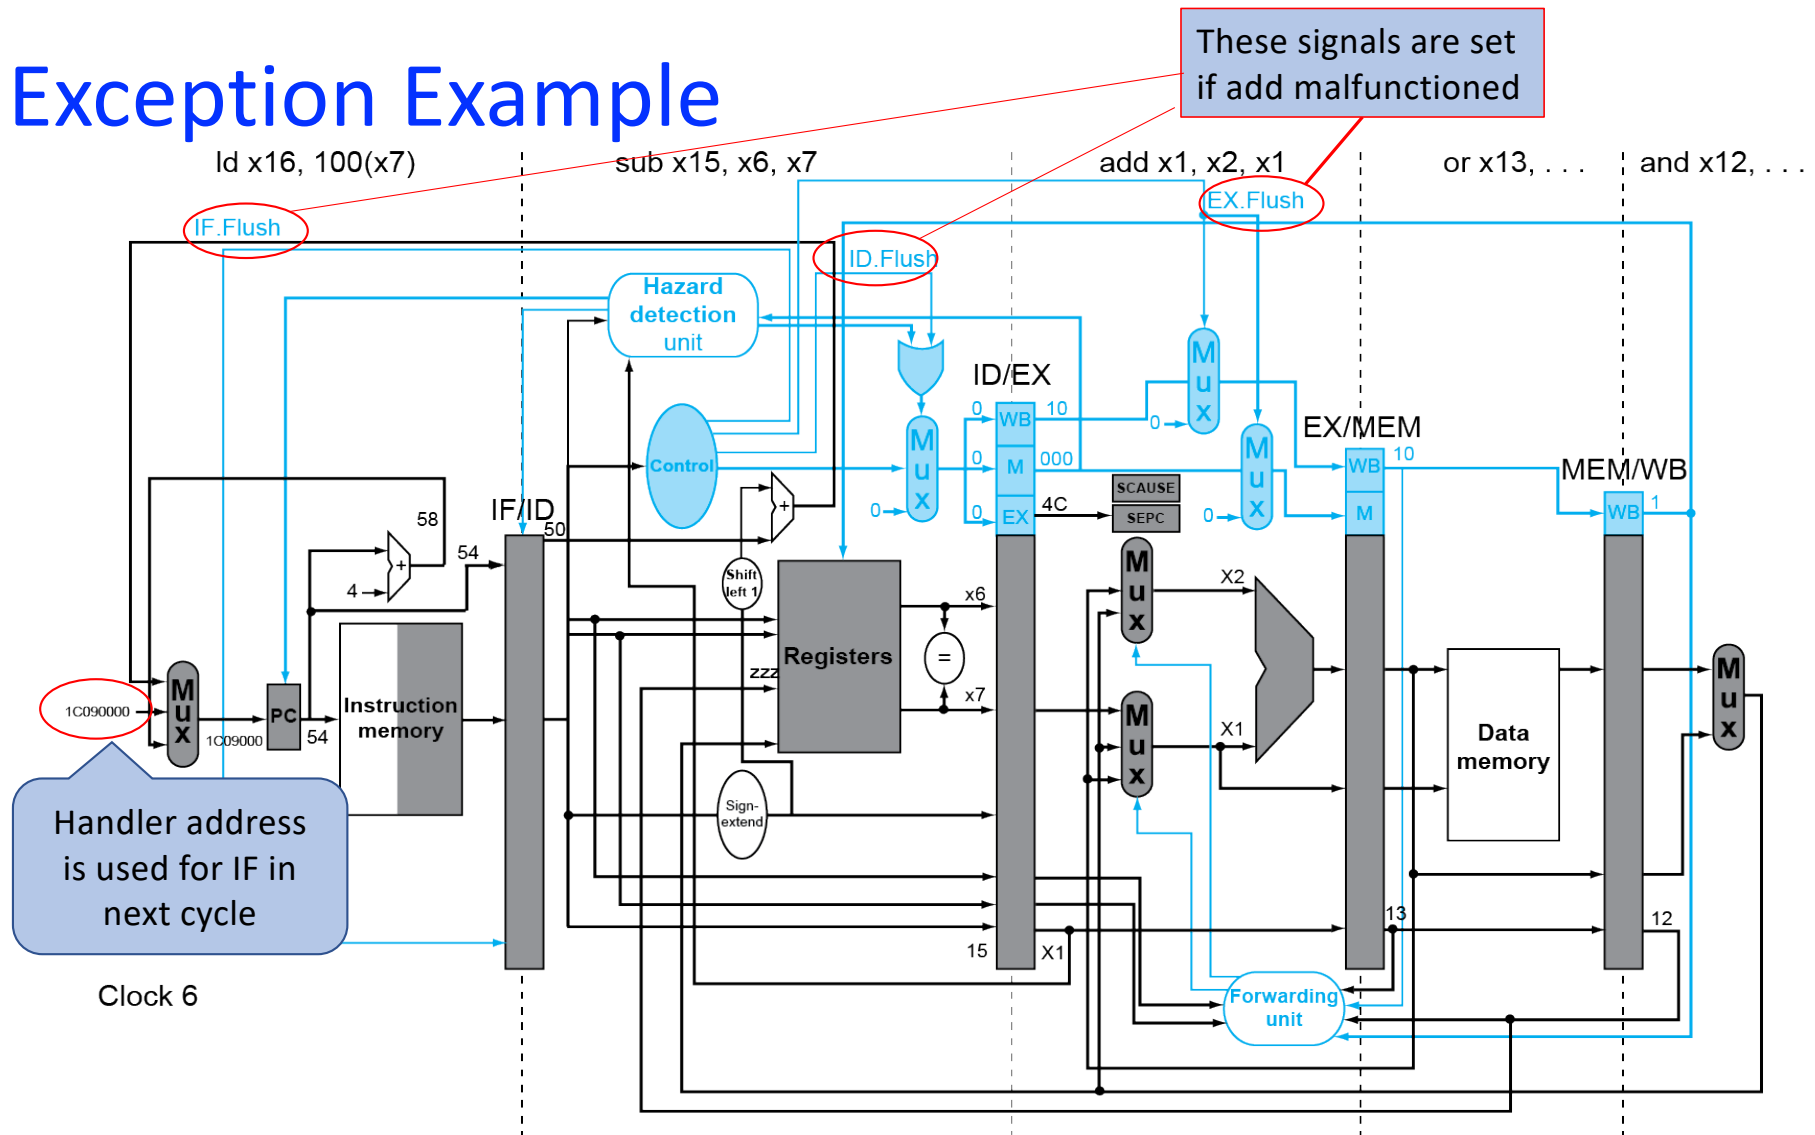 Exception Example
These signals are set
if add malfunctioned
ld x16, 100(x7)
sub x15, x6, x7
add x1, x2, x1
or x13, . . .
and x12, . . .
IF.Flush
ID.Flush
EX.Flush
Hazard
detection
unit
Control
M
u
x
0
M
u
x
0
M
u
x
0
ID/EX
0
WB
10
0
M
000
0
EX
4C
SCAUSE
SEPC
EX/MEM
WB
10
M
MEM/WB
WB
1
IF/ID
50
58
54
4
+
+
Shift
left 1
M
u
x
1C090000
1C09000
PC
54
Instruction
memory
Registers
zzz
x6
=
x7
Sign-
extend
M
u
x
X2
M
u
x
X1
Data
memory
M
u
x
15
X1
13
12
Forwarding
unit
Handler address
is used for IF in
next cycle
Clock 6